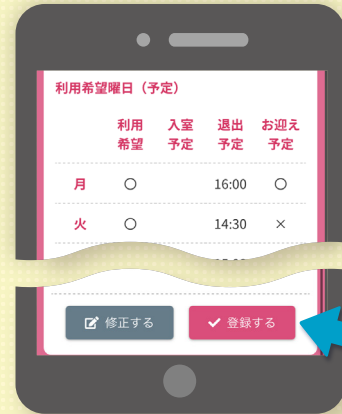 利用希望曜日（予定）
利用希望 入室予定 退出予定 お迎え予定
月 ○ 16:00 ○
火 ○ 14:30 ×
修正する 登録する